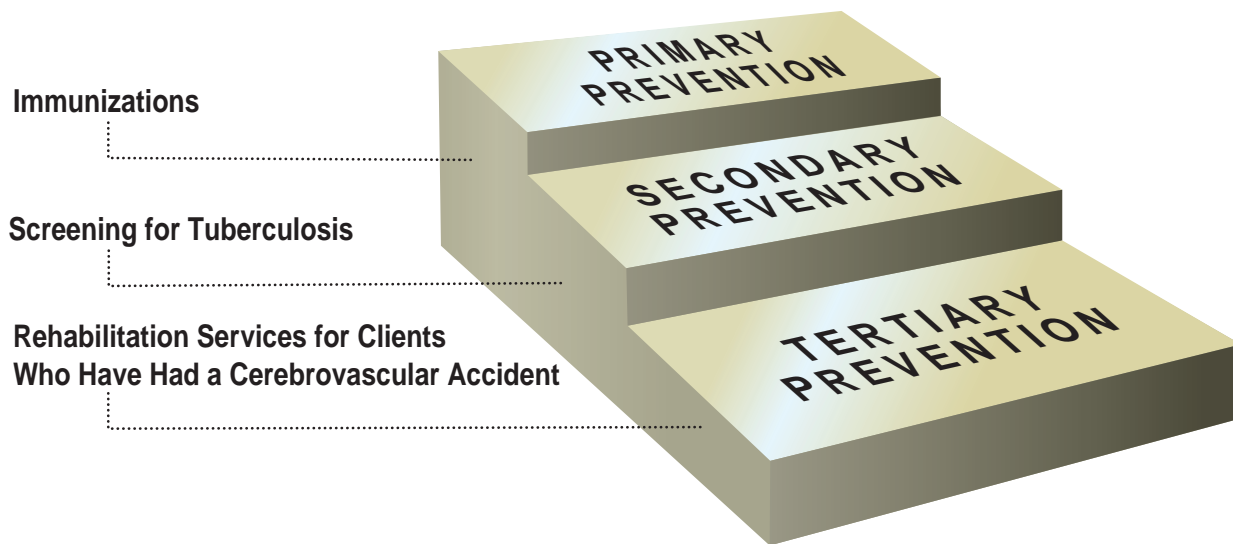 PRIMARY
PREVENTION
Immunizations
SECONDARY
PREVENTION
Screening for Tuberculosis
TERTIARY
PREVENTION
Rehabilitation Services for Clients
Who Have Had a Cerebrovascular Accident